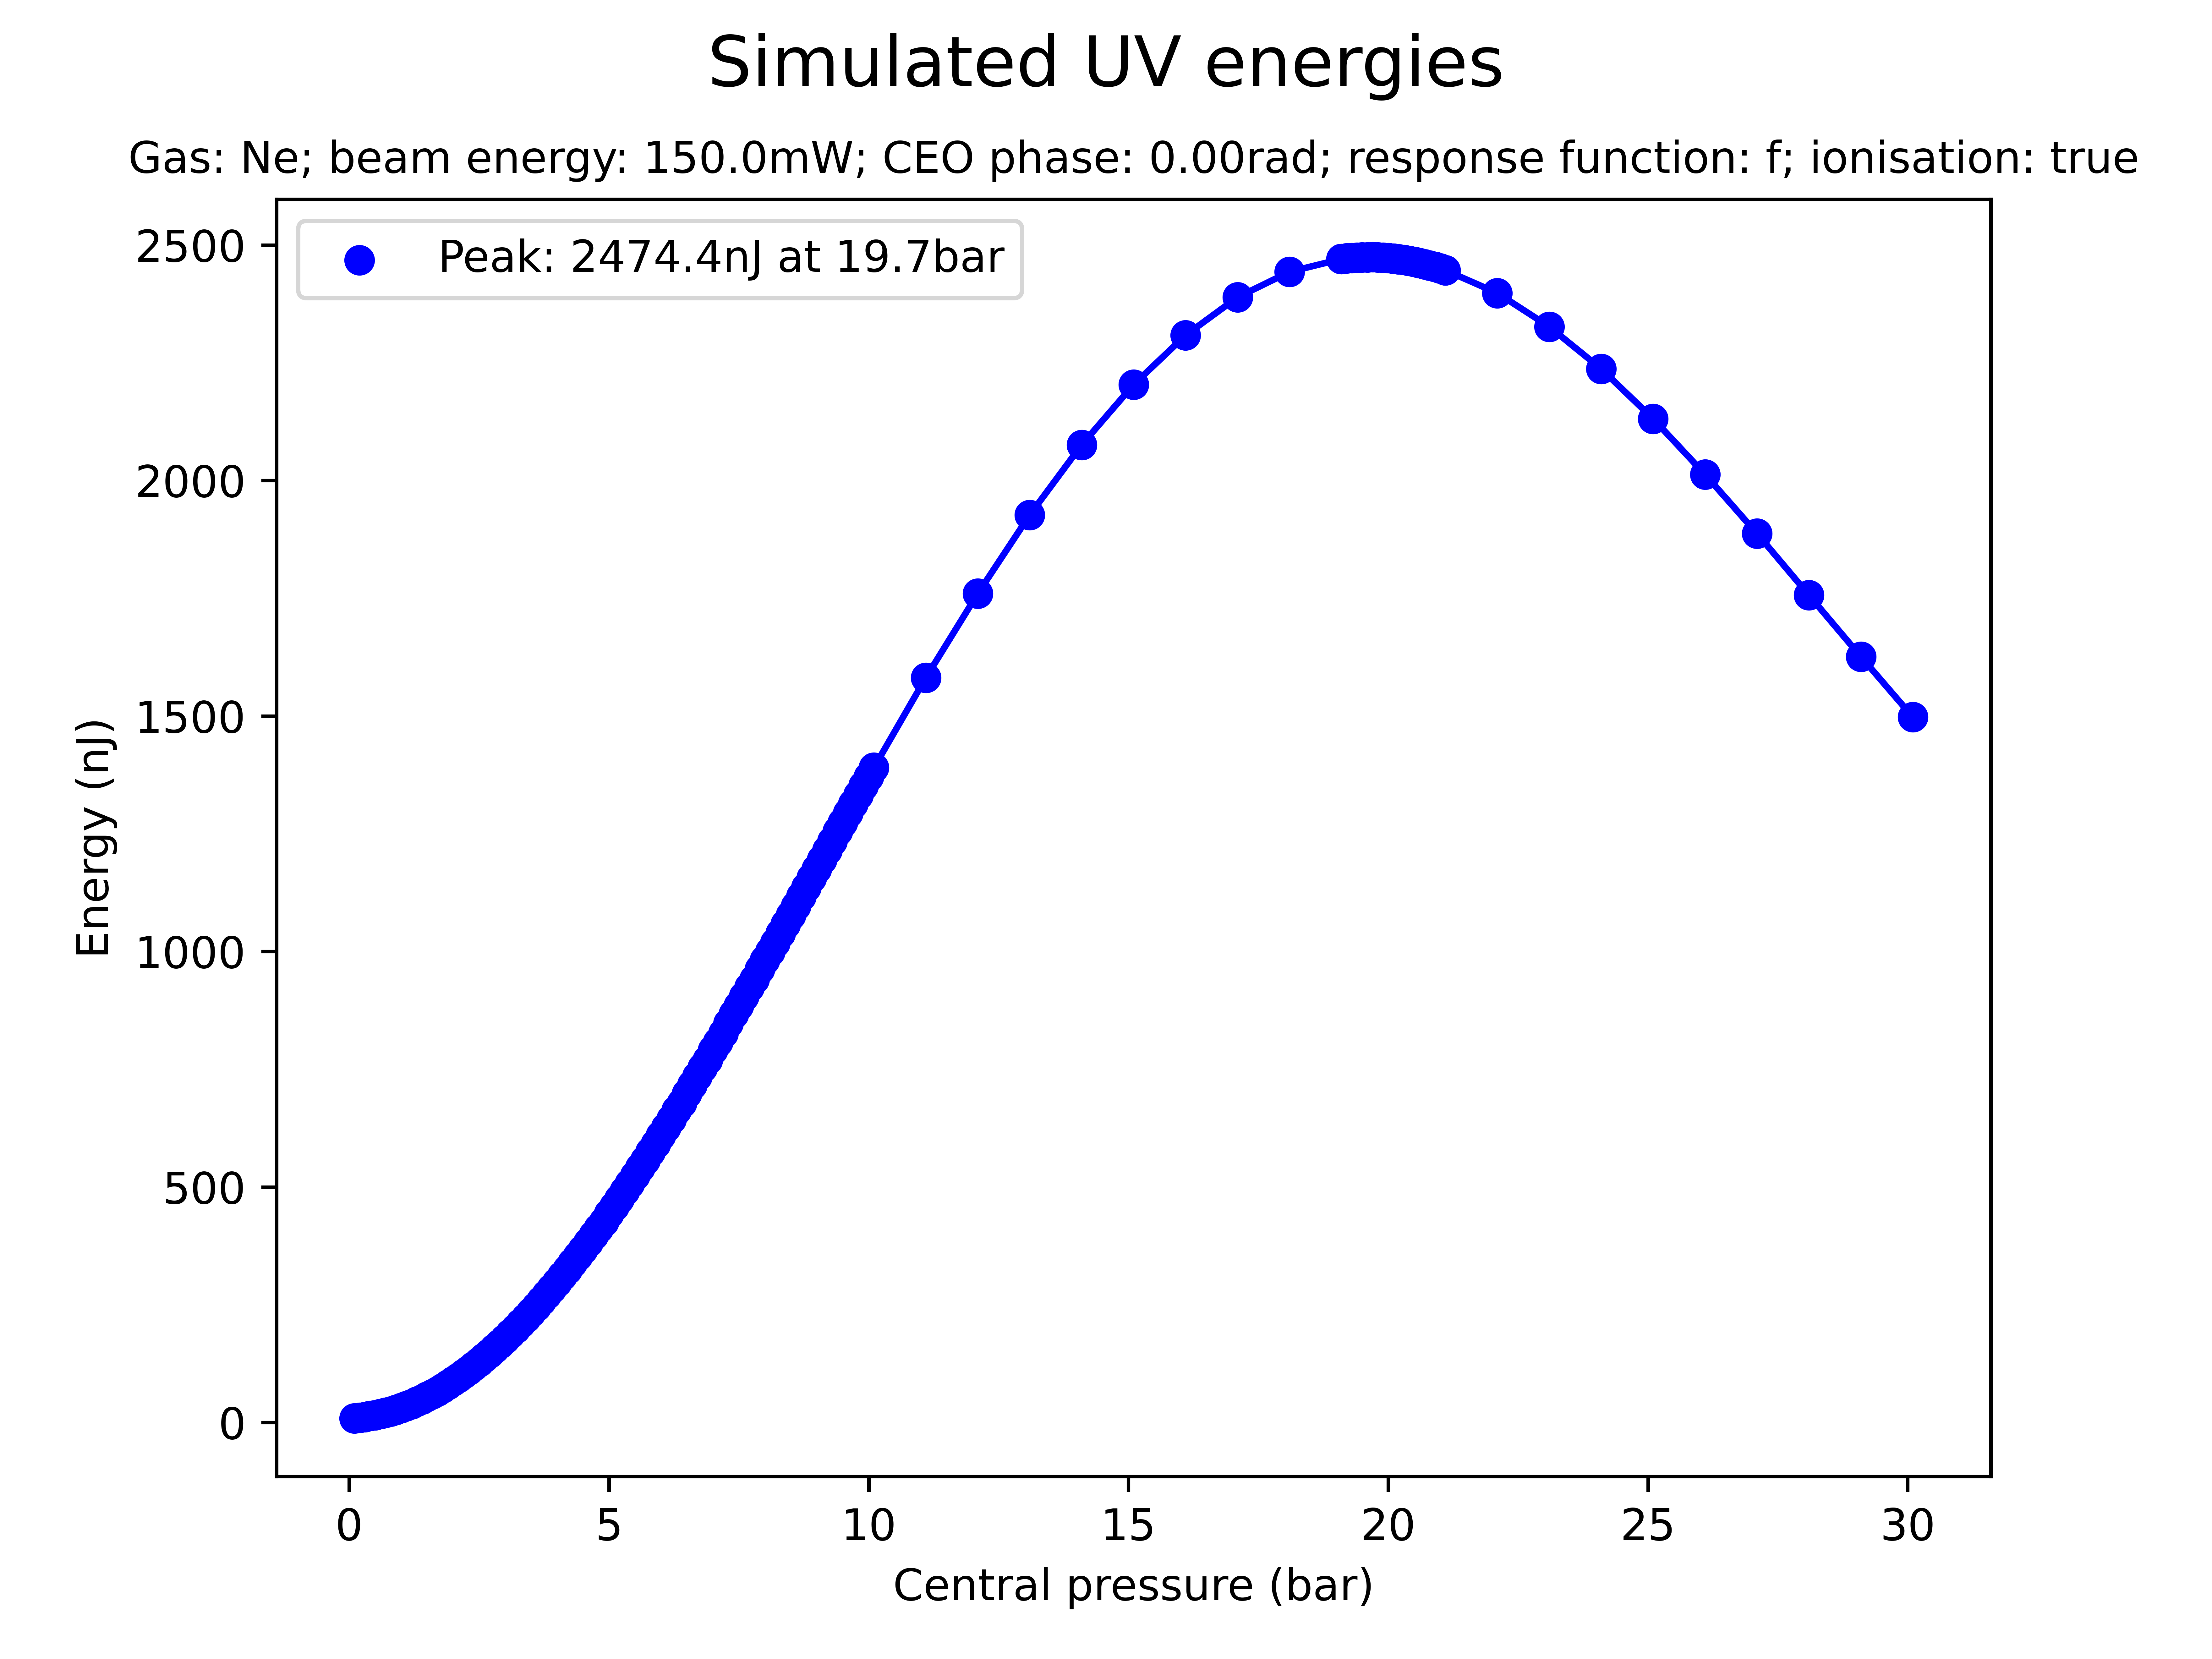 Simulated UV energies
Gas: Ne; beam energy: 150.0mW; CEO phase: 0.00rad; response function: f; ionisation: true
Peak: 2474.4nJ at 19.7bar
2500
2000
1500
1000
500
0
Energy (nJ)
0 5 10 15 20 25 30
Central pressure (bar)